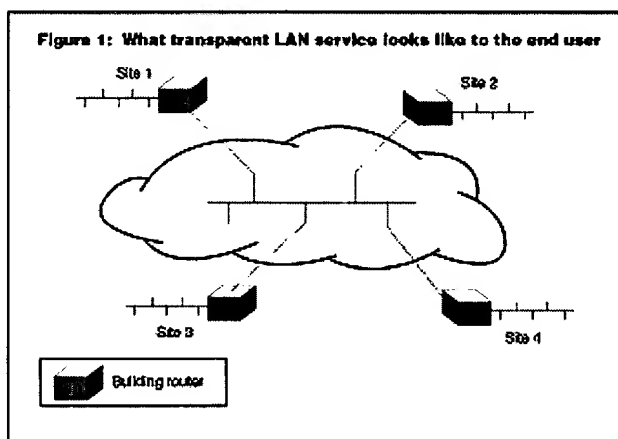 Figure 1: What transparent LAN service looks like to the end user
Site 1
Site 2
Site 3
Site 4
Building router